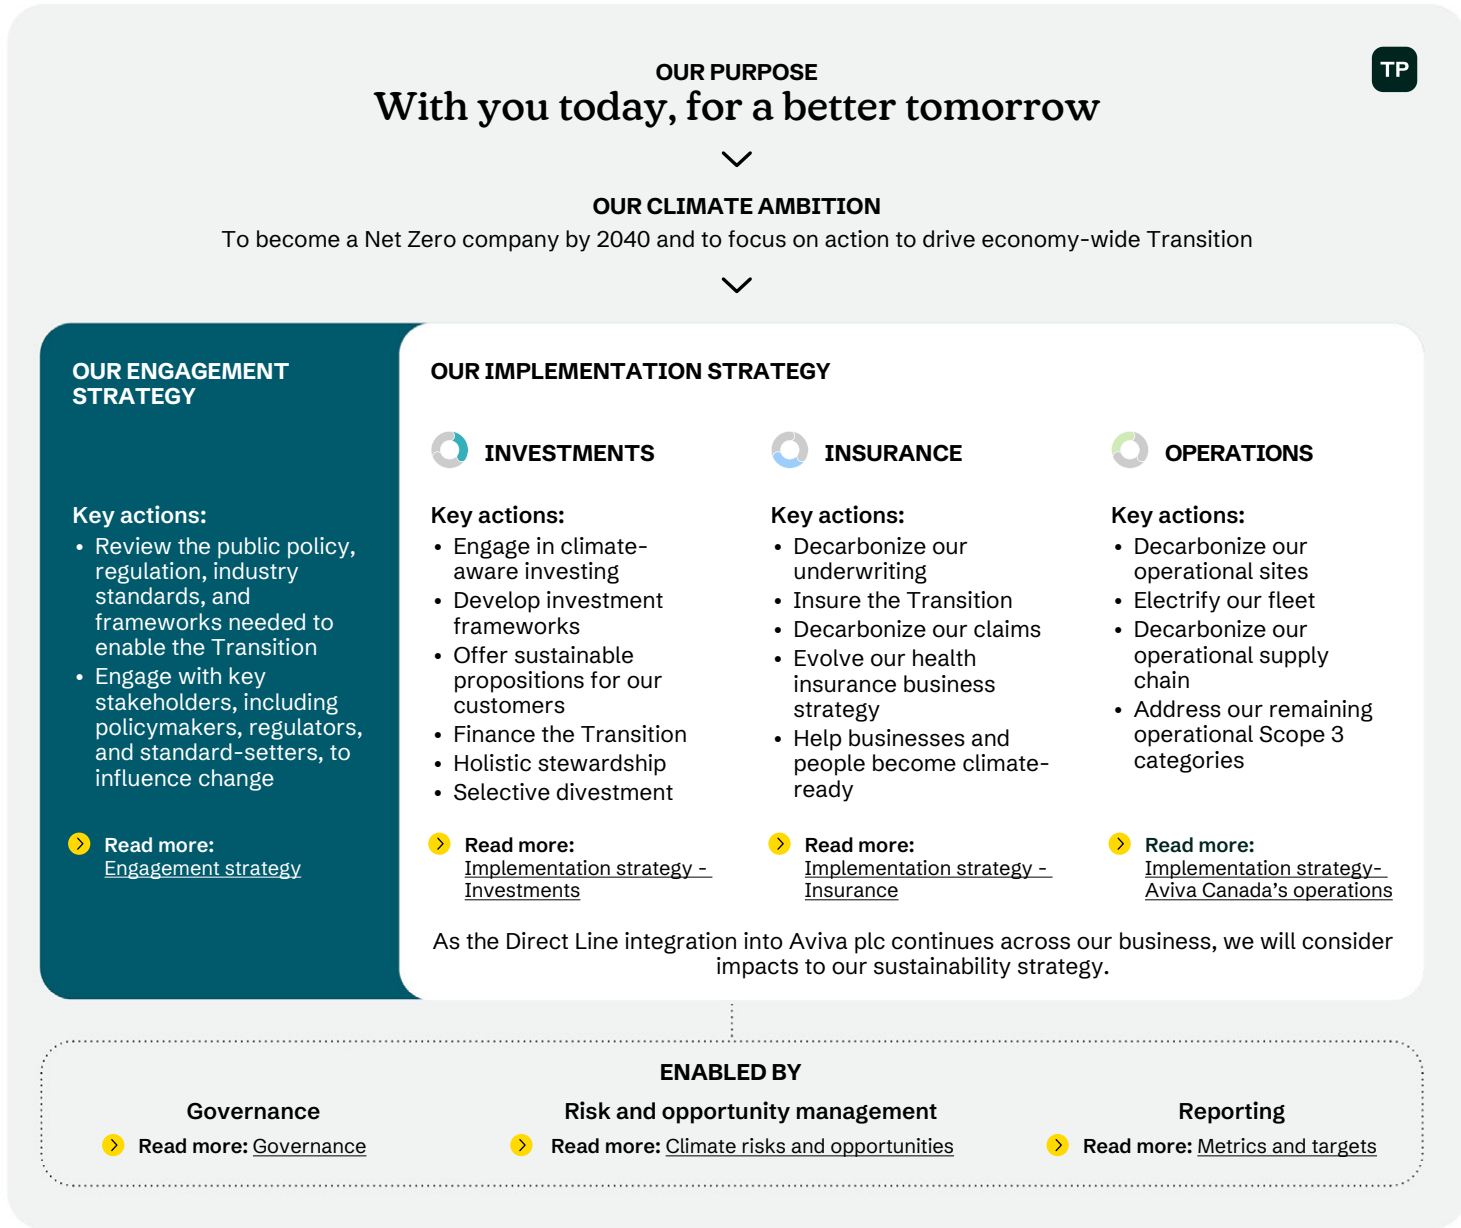 OUR PURPOSE
TP
With you today, for a better tomorrow
OUR CLIMATE AMBITION
To become a Net Zero company by 2040 and to focus on action to drive economy-wide Transition
OUR ENGAGEMENT
STRATEGY
Key actions:
• Review the public policy,
regulation, industry
standards, and
frameworks needed to
enable the Transition
• Engage with key
stakeholders, including
policymakers, regulators,
and standard-setters, to
influence change
Read more:
Engagement strategy
OUR IMPLEMENTATION STRATEGY
INVESTMENTS
Key actions:
• Engage in climate-
aware investing
• Develop investment
frameworks
• Offer sustainable
propositions for our
customers
• Finance the Transition
• Holistic stewardship
• Selective divestment
Read more:
Implementation strategy -
Investments
INSURANCE
Key actions:
• Decarbonize our
underwriting
• Insure the Transition
• Decarbonize our claims
• Evolve our health
insurance business
strategy
• Help businesses and
people become climate-
ready
Read more:
Implementation strategy -
Insurance
OPERATIONS
Key actions:
• Decarbonize our
operational sites
• Electrify our fleet
• Decarbonize our
operational supply
chain
• Address our remaining
operational Scope 3
categories
Read more:
Implementation strategy-
Aviva Canada's operations
As the Direct Line integration into Aviva plc continues across our business, we will consider
impacts to our sustainability strategy.
ENABLED BY
Governance
Read more: Governance
Risk and opportunity management
Read more: Climate risks and opportunities
Reporting
Read more: Metrics and targets